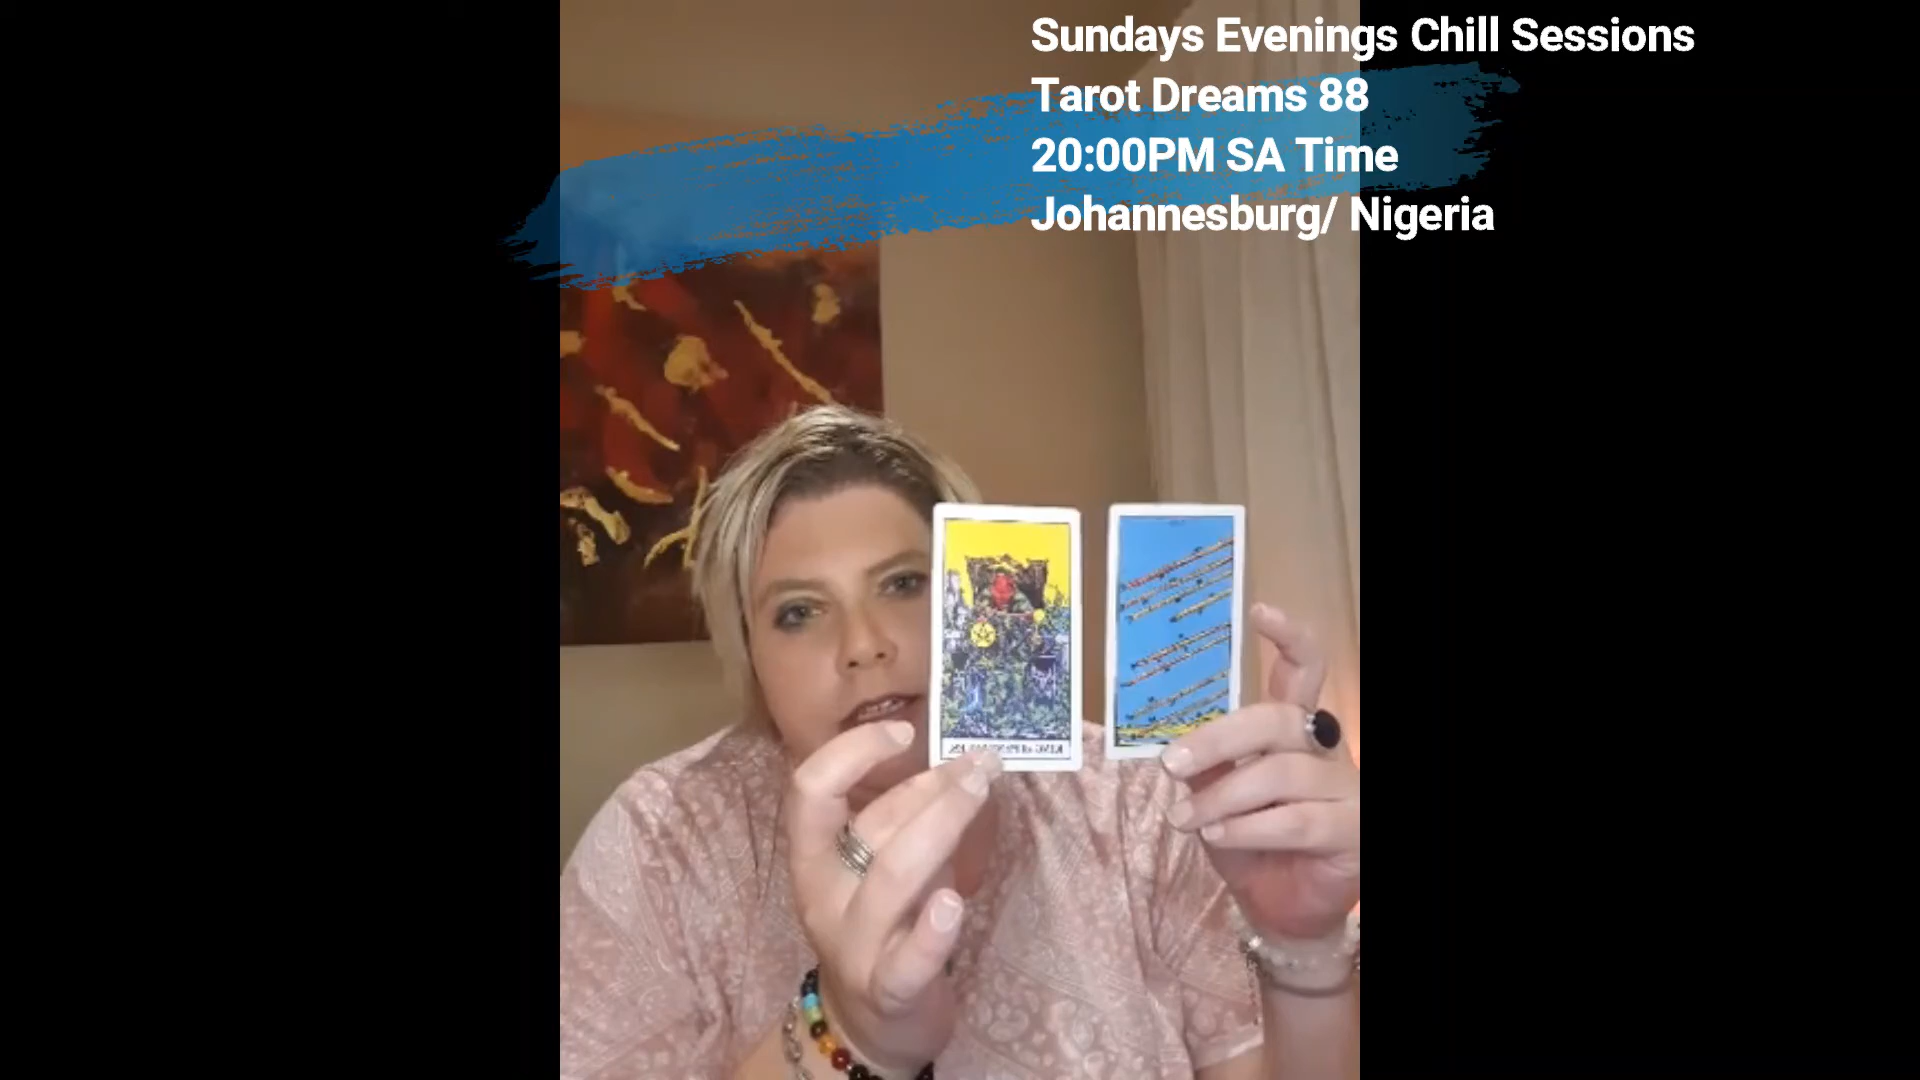 Sundays Evenings Chill Sessions
Tarot Dreams 88
20:00PM SA Time
Johannesburg/ Nigeria